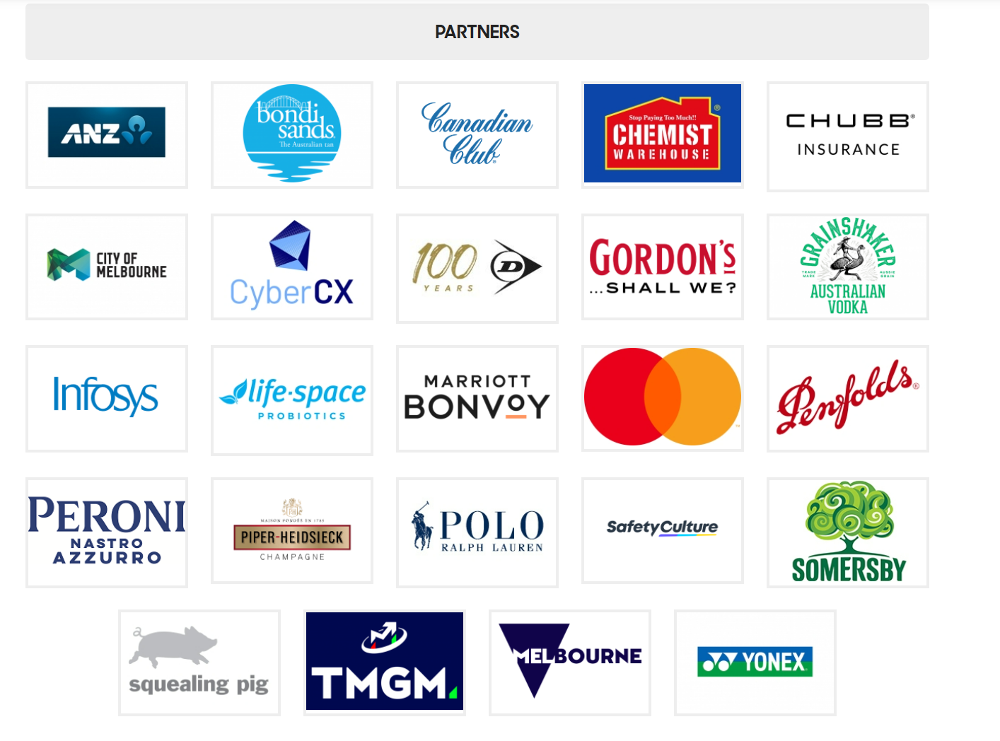 PARTNERS
ANZ
bondi
sands
The Australian tan
Canadian
Club®
Stop Paying Too Much!!
®
CHEMIST
WAREHOUSE
CHUBB®
INSURANCE
CITY OF
MELBOURNE
CyberCX
100
YEARS
D
GORDON'S
...SHALL WE?
GRAINSHAKER
TRADE
MARK
AUSSIE
GRAIN
AUSTRALIAN
VODKA
Infosys
life-space
PROBIOTICS
MARRIOTT
BONVOY
™
Penfolds®
PERONI
NASTRO
AZZURRO
MAISON FONDÉE EN 1785
PIPER-HEIDSIECK
CHAMPAGNE
POLO
RALPH LAUREN
SafetyCulture
SOMERSBY
squealing pig
TMGM
MELBOURNE
YONEX